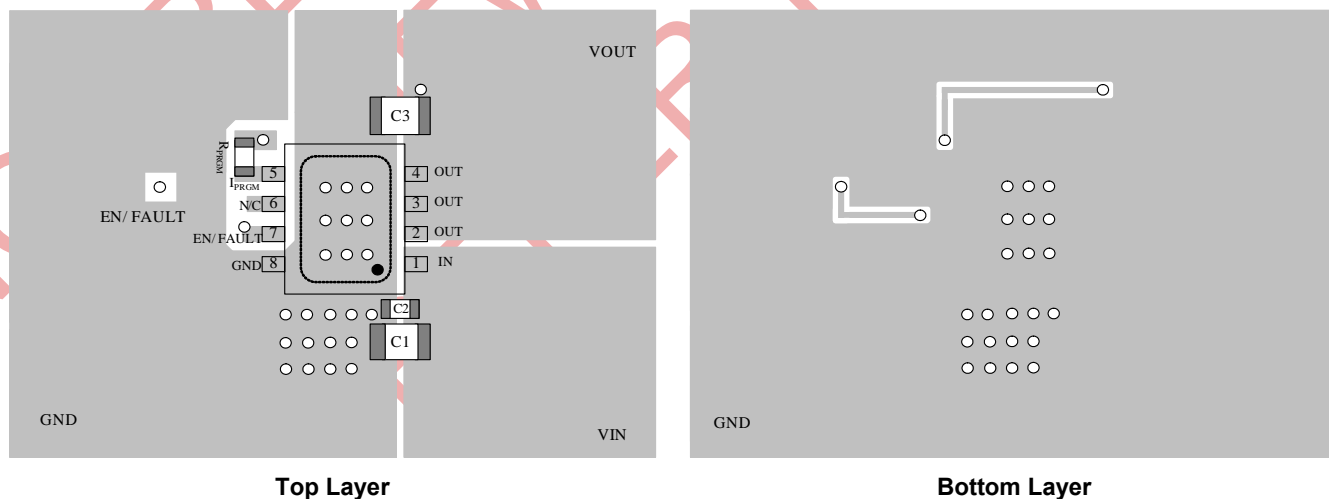 VOUT
C3
R_PRGM
5
4
OUT
I_PRGM
N/C
6
3
OUT
EN/ FAULT
EN/ FAULT
7
2
OUT
GND
8
1
IN
C2
C1
GND
VIN
GND
Top Layer
Bottom Layer